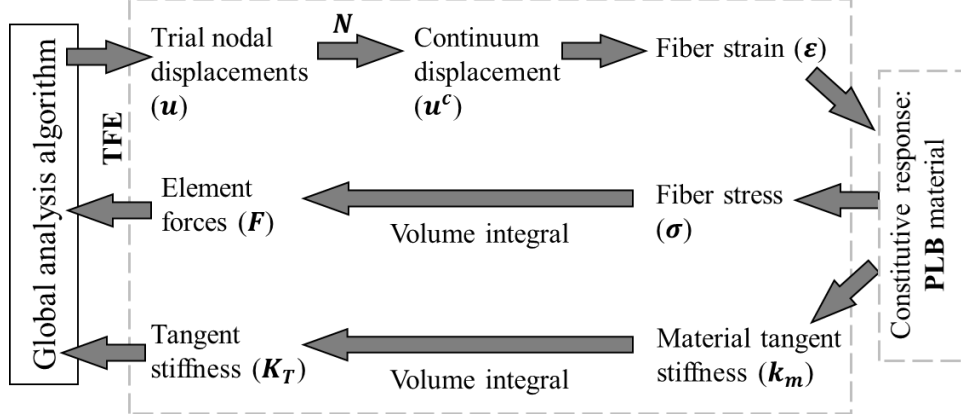 Global analysis algorithm
TFE
Trial nodal
displacements
(u)
N
Continuum
displacement
(u^c)
Fiber strain (ε)
Constitutive response:
PLB material
Element
forces (F)
Volume integral
Fiber stress
(σ)
Tangent
stiffness (K_T)
Volume integral
Material tangent
stiffness (k_m)